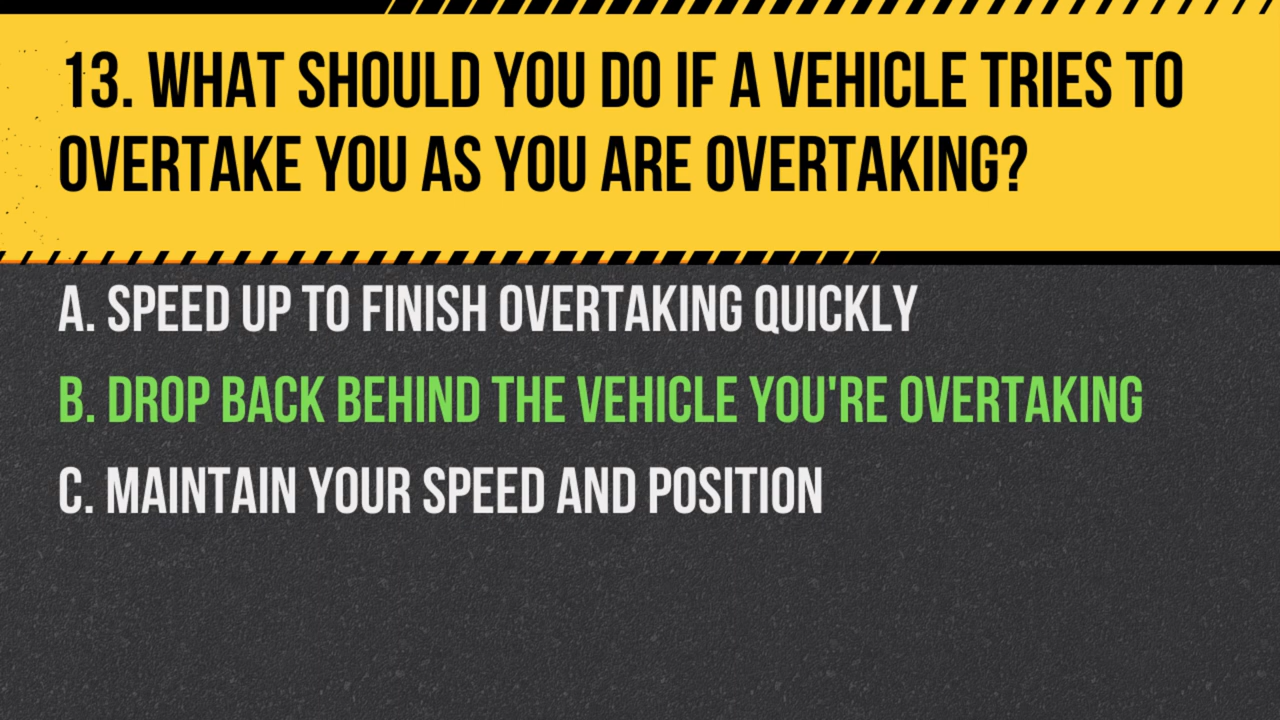 13. WHAT SHOULD YOU DO IF A VEHICLE TRIES TO
OVERTAKE YOU AS YOU ARE OVERTAKING?
A. SPEED UP TO FINISH OVERTAKING QUICKLY
B. DROP BACK BEHIND THE VEHICLE YOU'RE OVERTAKING
C. MAINTAIN YOUR SPEED AND POSITION